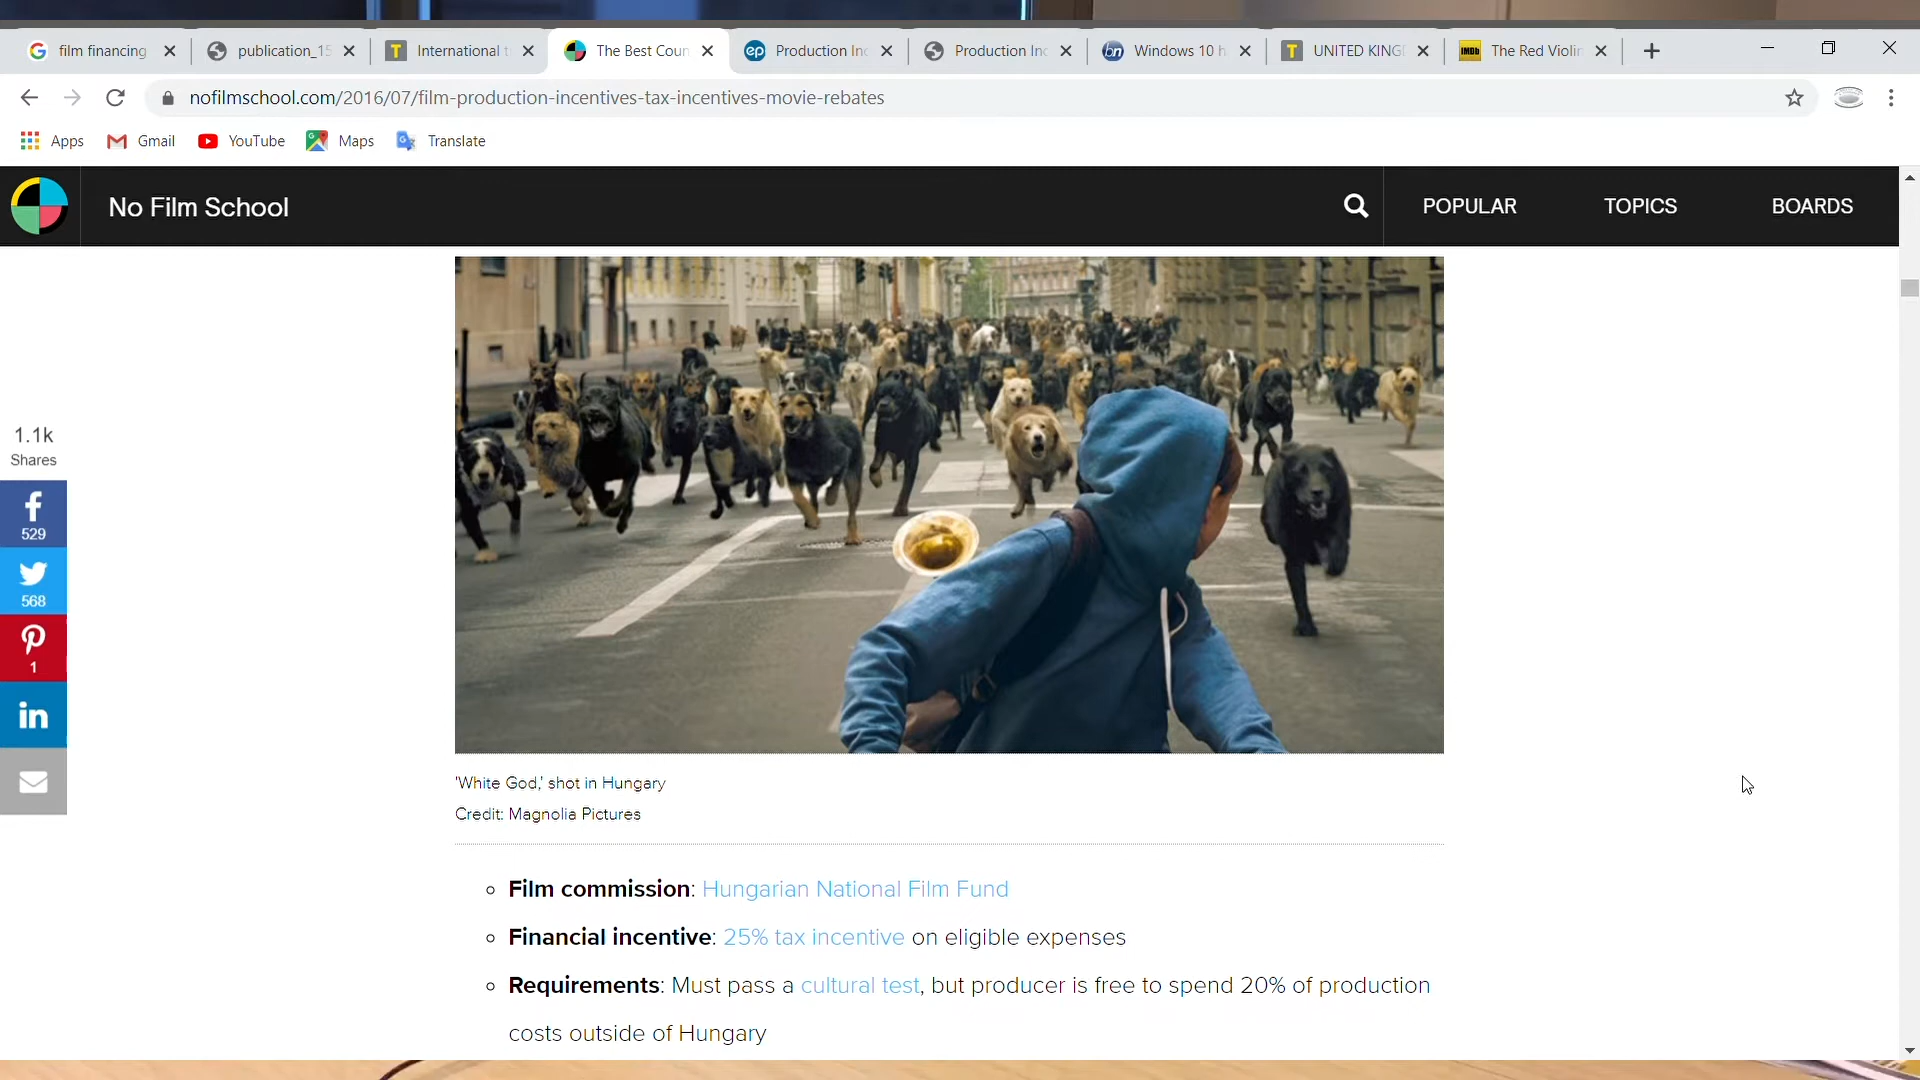 film financing
publication_15
International t
The Best Coun
Production Inc
Production Inc
Windows 10 h
UNITED KING
The Red Violin
nofilmschool.com/2016/07/film-production-incentives-tax-incentives-movie-rebates
Apps
Gmail
YouTube
Maps
Translate
No Film School
POPULAR
TOPICS
BOARDS
1.1k
Shares
529
568
1
'White God,' shot in Hungary
Credit: Magnolia Pictures
Film commission: Hungarian National Film Fund
Financial incentive: 25% tax incentive on eligible expenses
Requirements: Must pass a cultural test, but producer is free to spend 20% of production
costs outside of Hungary